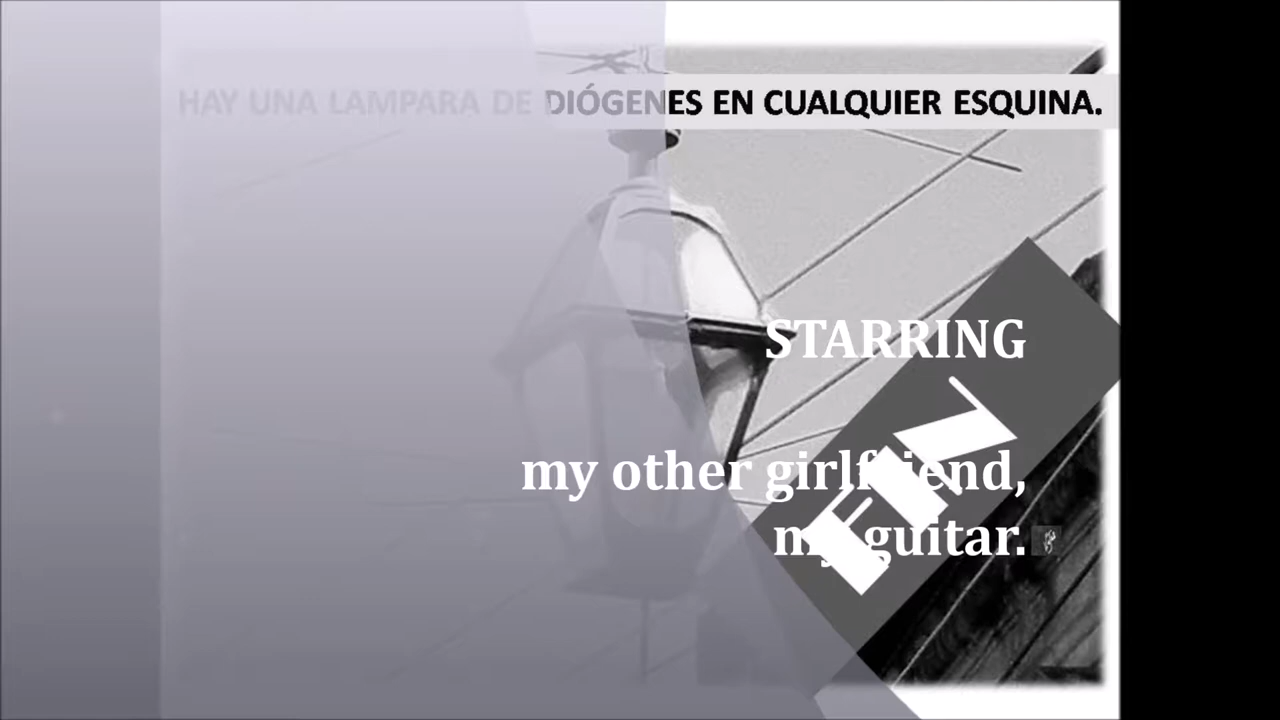 HAY UNA LAMPARA DE DIÓGENES EN CUALQUIER ESQUINA.
STARRING
FIN
my other girlfriend,
my guitar.